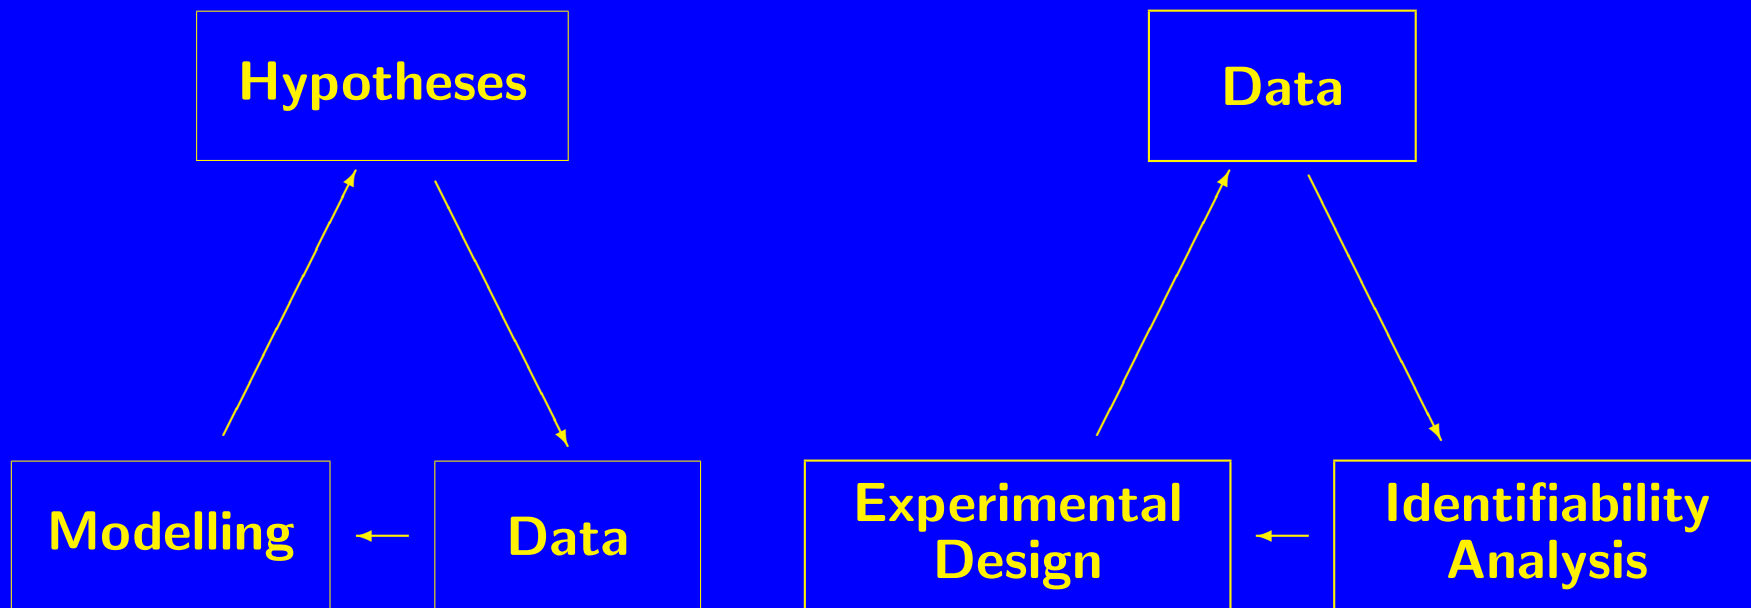 Hypotheses
Data
Modelling
Data
Experimental
Design
Identifiability
Analysis